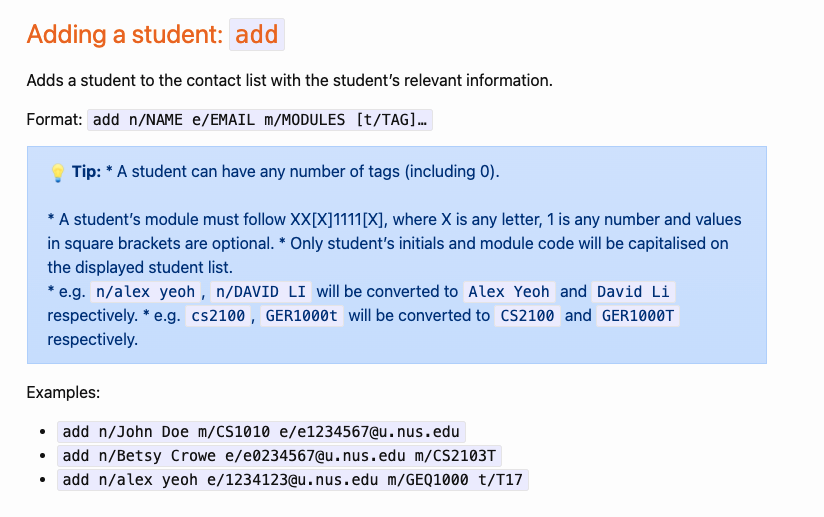 Adding a student: add
Adds a student to the contact list with the student’s relevant information.
Format: add n/NAME e/EMAIL m/MODULES [t/TAG]…
💡 Tip: * A student can have any number of tags (including 0).
* A student’s module must follow XX[X]1111[X], where X is any letter, 1 is any number and values
in square brackets are optional. * Only student’s initials and module code will be capitalised on
the displayed student list.
* e.g. n/alex yeoh, n/DAVID LI will be converted to Alex Yeoh and David Li
respectively. * e.g. cs2100, GER1000t will be converted to CS2100 and GER1000T
respectively.
Examples:
• add n/John Doe m/CS1010 e/e1234567@u.nus.edu
• add n/Betsy Crowe e/e0234567@u.nus.edu m/CS2103T
• add n/alex yeoh e/1234123@u.nus.edu m/GEQ1000 t/T17